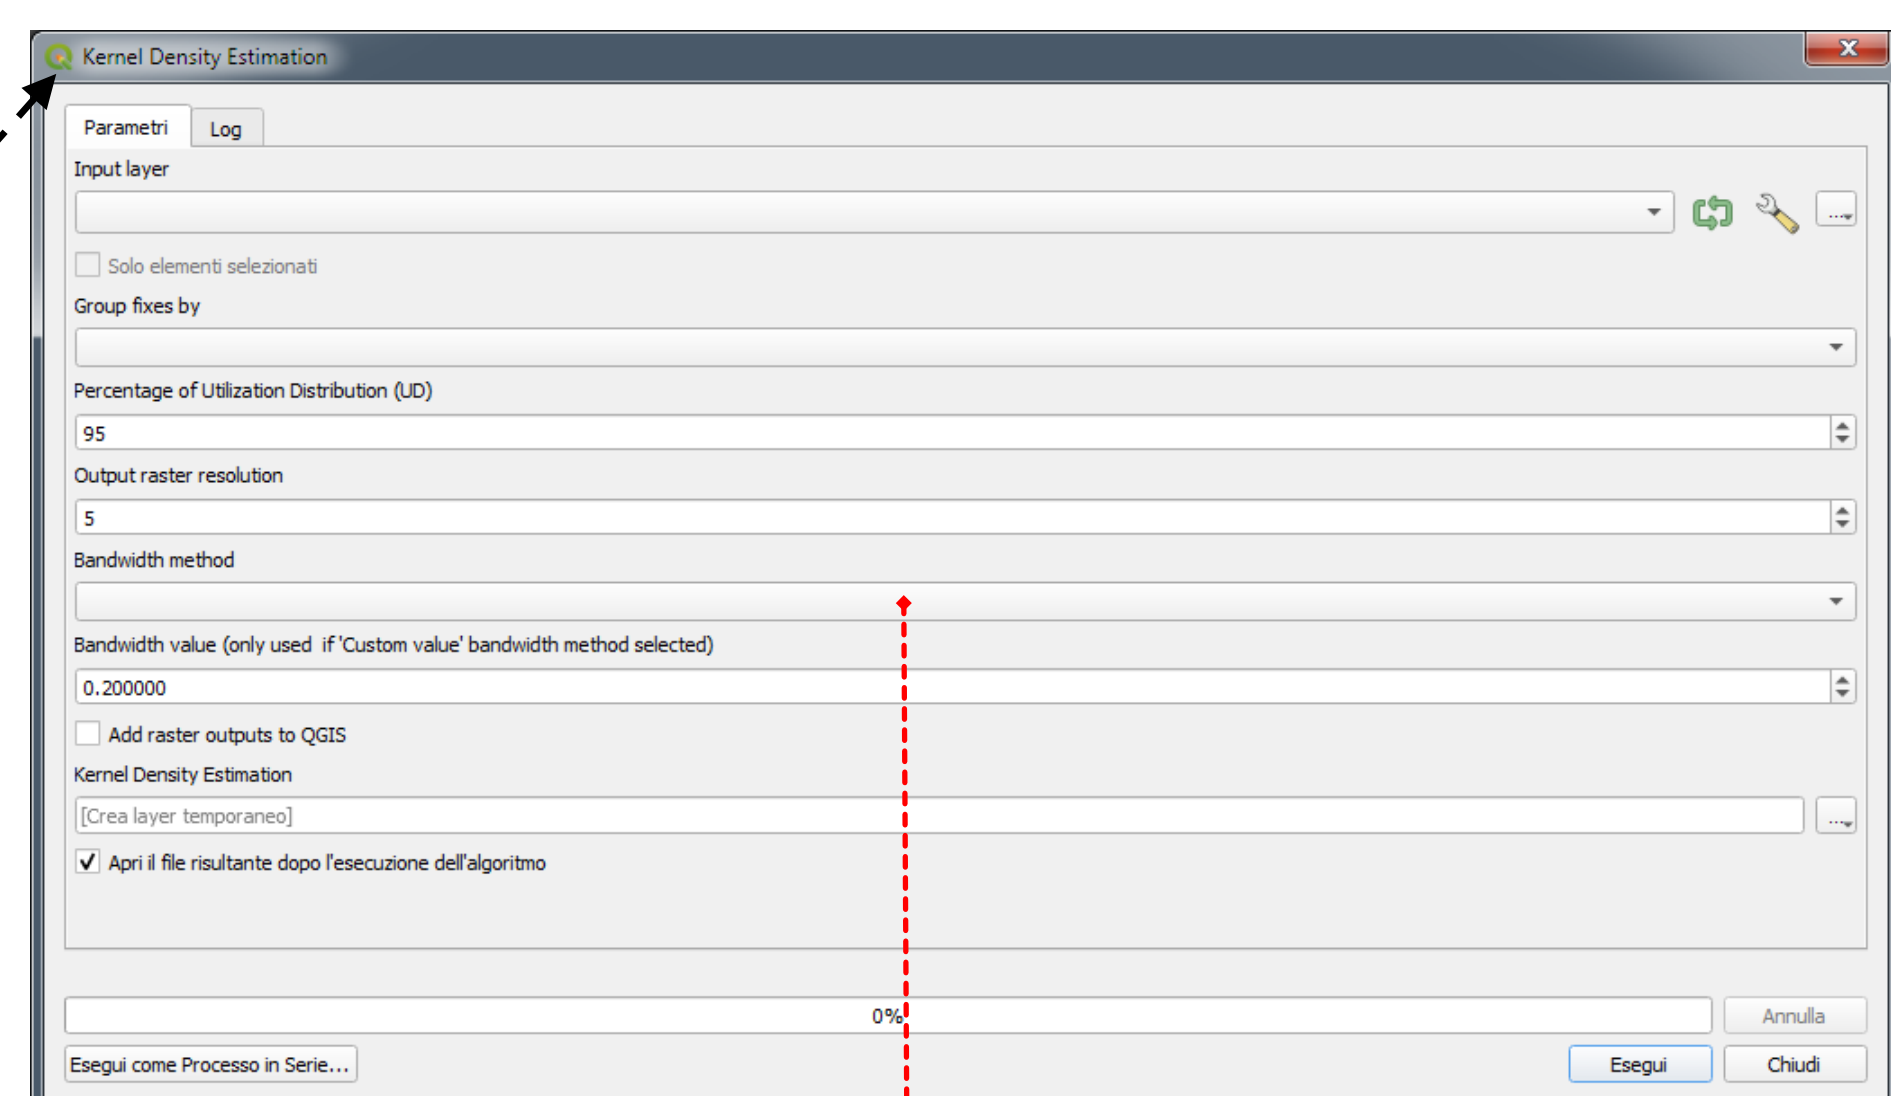 Kernel Density Estimation
Parametri
Log
Input layer
...
Solo elementi selezionati
Group fixes by
Percentage of Utilization Distribution (UD)
95
Output raster resolution
5
Bandwidth method
Bandwidth value (only used  if 'Custom value' bandwidth method selected)
0.200000
Add raster outputs to QGIS
Kernel Density Estimation
[Crea layer temporaneo]
...
Apri il file risultante dopo l'esecuzione dell'algoritmo
0%
Annulla
Esegui come Processo in Serie...
Esegui
Chiudi